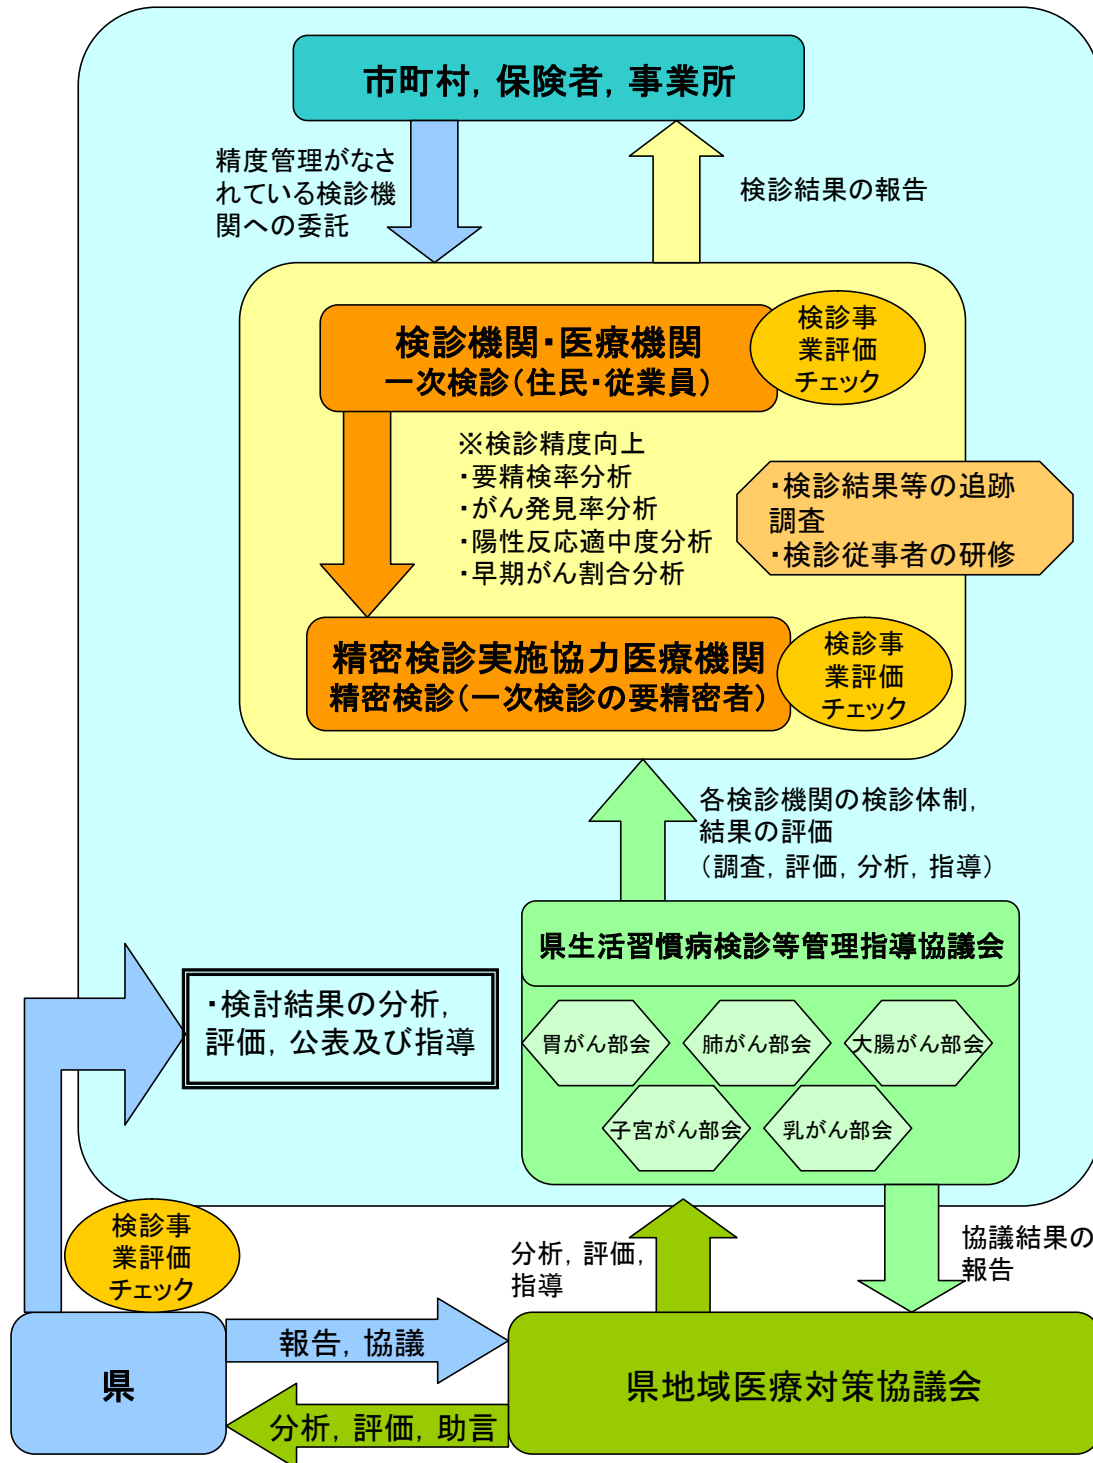 市町村，保険者，事業所
精度管理がなさ
れている検診機
関への委託
検診結果の報告
検診機関・医療機関
一次検診（住民・従業員）
検診事
業評価
チェック
※検診精度向上
・要精検率分析
・がん発見率分析
・陽性反応適中度分析
・早期がん割合分析
・検診結果等の追跡
調査
・検診従事者の研修
精密検診実施協力医療機関
精密検診（一次検診の要精密者）
検診事
業評価
チェック
各検診機関の検診体制，
結果の評価
（調査，評価，分析，指導）
県生活習慣病検診等管理指導協議会
胃がん部会
肺がん部会
大腸がん部会
子宮がん部会
乳がん部会
・検討結果の分析，
評価，公表及び指導
検診事
業評価
チェック
分析，評価，
指導
協議結果の
報告
県
報告，協議
分析，評価，助言
県地域医療対策協議会